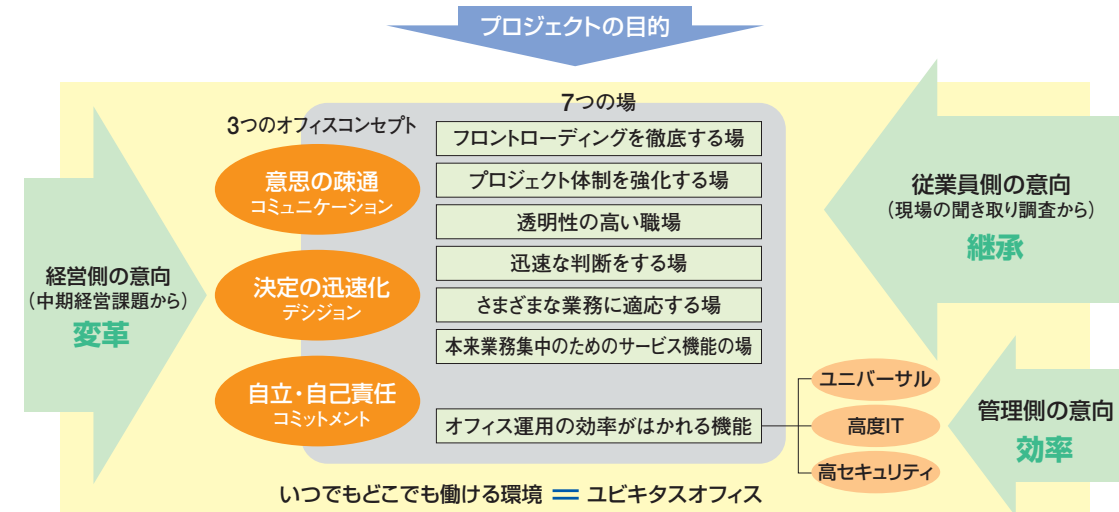 プロジェクトの目的
7つの場
3つのオフィスコンセプト
意思の疎通
コミュニケーション
決定の迅速化
デシジョン
自立・自己責任
コミットメント
フロントローディングを徹底する場
プロジェクト体制を強化する場
透明性の高い職場
迅速な判断をする場
さまざまな業務に適応する場
本来業務集中のためのサービス機能の場
オフィス運用の効率がはかれる機能
経営側の意向
(中期経営課題から)
変革
従業員側の意向
(現場の聞き取り調査から)
継承
ユニバーサル
高度IT
高セキュリティ
管理側の意向
効率
いつでもどこでも働ける環境 = ユビキタスオフィス